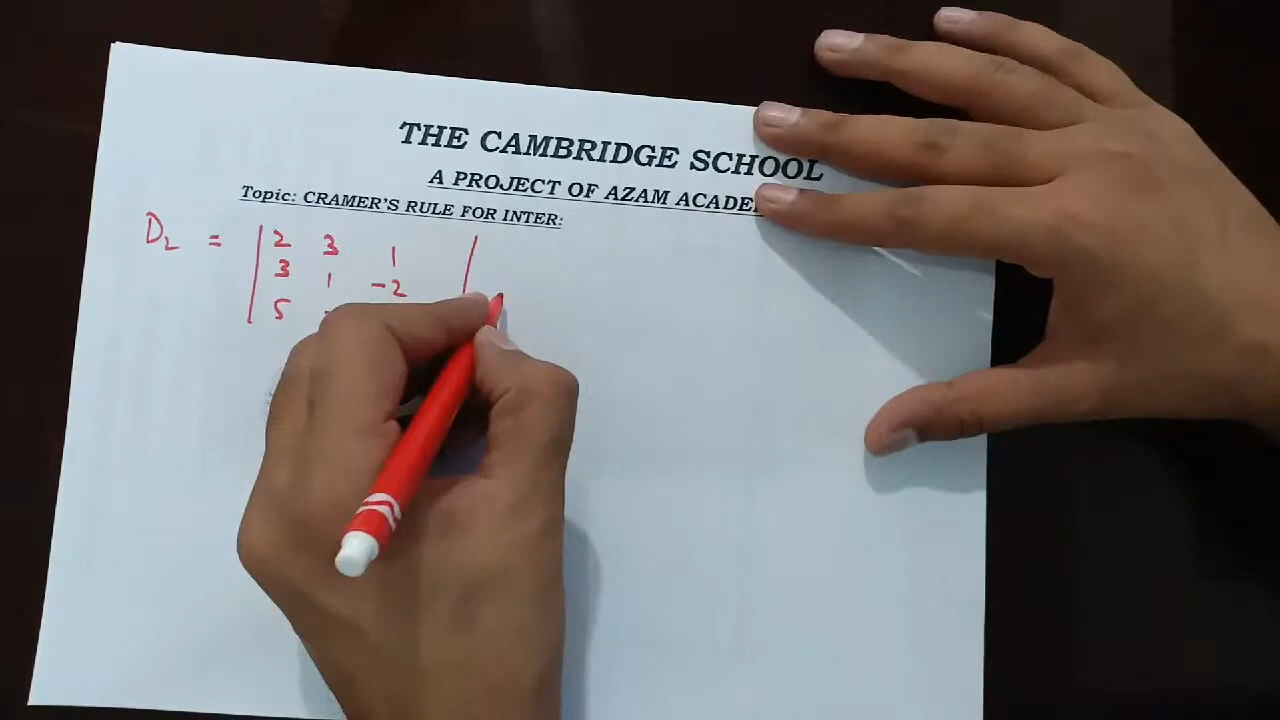 THE CAMBRIDGE SCHOOL
A PROJECT OF AZAM
Topic: CRAMER'S RULE FOR INTER:
D₂ = | 2 3 1 |
3 1 -2
5